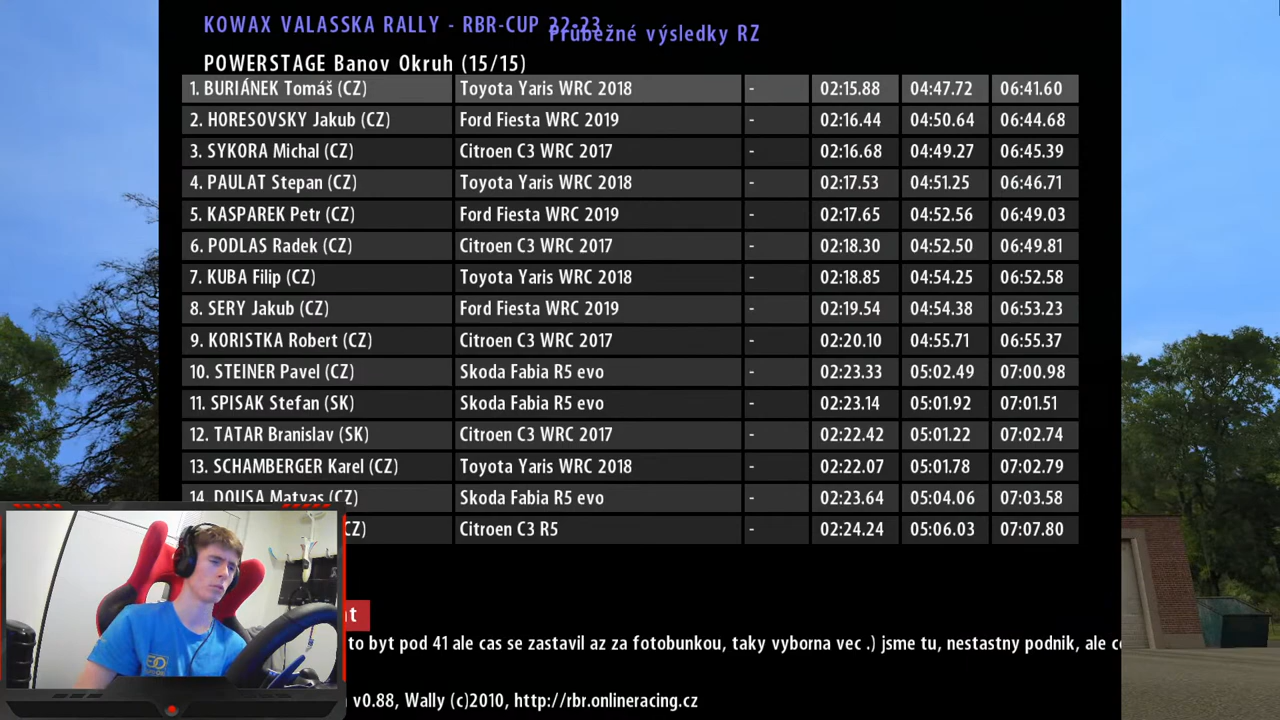 KOWAX VALASSKA RALLY - RBR-CUP 22-23
Průběžné výsledky RZ
POWERSTAGE Banov Okruh (15/15)
1. BURIÁNEK Tomáš (CZ) Toyota Yaris WRC 2018 - 02:15.88 04:47.72 06:41.60
2. HORESOVSKY Jakub (CZ) Ford Fiesta WRC 2019 - 02:16.44 04:50.64 06:44.68
3. SYKORA Michal (CZ) Citroen C3 WRC 2017 - 02:16.68 04:49.27 06:45.39
4. PAULAT Stepan (CZ) Toyota Yaris WRC 2018 - 02:17.53 04:51.25 06:46.71
5. KASPAREK Petr (CZ) Ford Fiesta WRC 2019 - 02:17.65 04:52.56 06:49.03
6. PODLAS Radek (CZ) Citroen C3 WRC 2017 - 02:18.30 04:52.50 06:49.81
7. KUBA Filip (CZ) Toyota Yaris WRC 2018 - 02:18.85 04:54.25 06:52.58
8. SERY Jakub (CZ) Ford Fiesta WRC 2019 - 02:19.54 04:54.38 06:53.23
9. KORISTKA Robert (CZ) Citroen C3 WRC 2017 - 02:20.10 04:55.71 06:55.37
10. STEINER Pavel (CZ) Skoda Fabia R5 evo - 02:23.33 05:02.49 07:00.98
11. SPISAK Stefan (SK) Skoda Fabia R5 evo - 02:23.14 05:01.92 07:01.51
12. TATAR Branislav (SK) Citroen C3 WRC 2017 - 02:22.42 05:01.22 07:02.74
13. SCHAMBERGER Karel (CZ) Toyota Yaris WRC 2018 - 02:22.07 05:01.78 07:02.79
14. DOUSA Matyas (CZ) Skoda Fabia R5 evo - 02:23.64 05:04.06 07:03.58
CZ) Citroen C3 R5 - 02:24.24 05:06.03 07:07.80
to byt pod 41 ale cas se zastavil az za fotobunkou, taky vyborna vec .) jsme tu, nestastny podnik, ale
v0.88, Wally (c)2010, http://rbr.onlineracing.cz